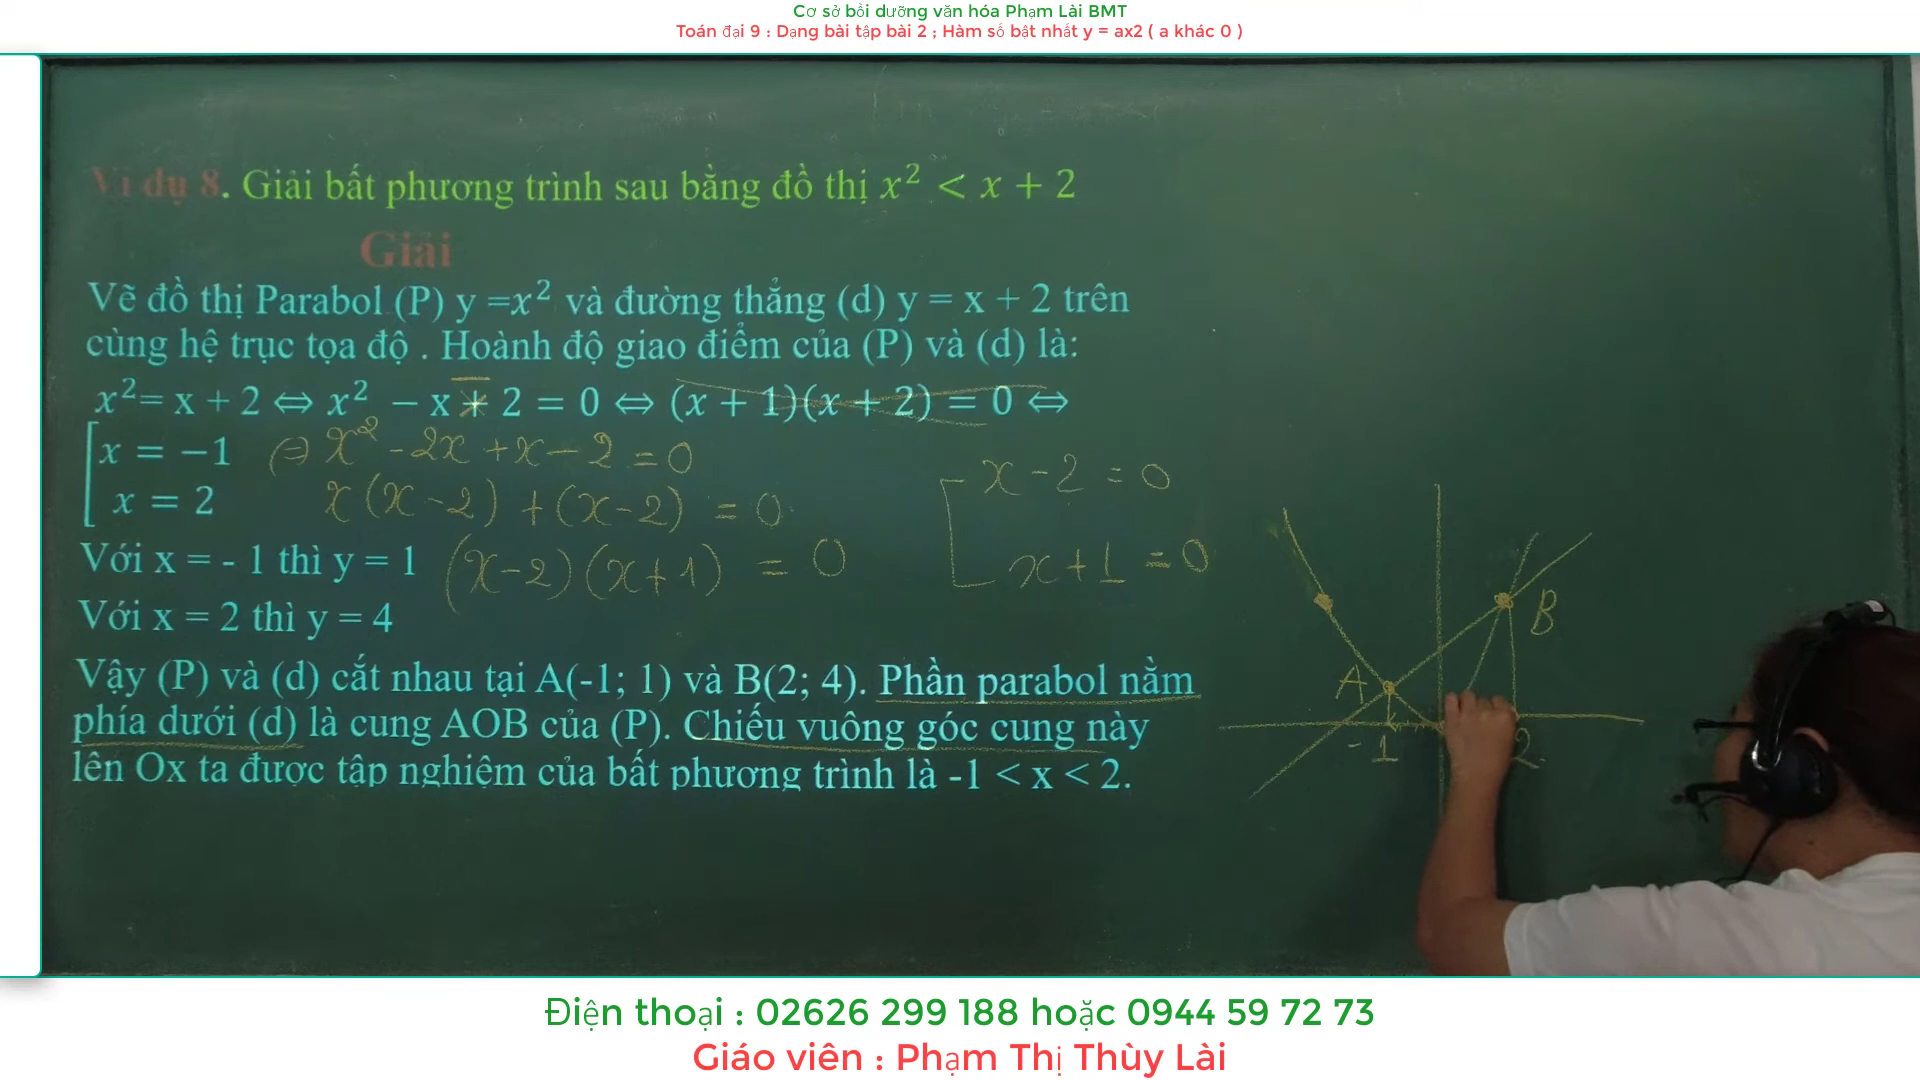 Cơ sở bồi dưỡng văn hóa Phạm Lài BMT
Toán đại 9 : Dạng bài tập bài 2 ; Hàm số bật nhất y = ax2 ( a khác 0 )
Ví dụ 8. Giải bất phương trình sau bằng đồ thị x² < x + 2
Giải
Vẽ đồ thị Parabol (P) y =x² và đường thẳng (d) y = x + 2 trên
cùng hệ trục tọa độ . Hoành độ giao điểm của (P) và (d) là:
x²= x + 2 ⇔ x² − x + 2 = 0 ⇔ (x + 1)(x + 2) = 0 ⇔
[x = −1
x = 2
⇔ x² - 2x + x - 2 = 0
x(x - 2) + (x - 2) = 0
(x - 2)(x + 1) = 0
[x - 2 = 0
x + 1 = 0
Với x = - 1 thì y = 1
Với x = 2 thì y = 4
Vậy (P) và (d) cắt nhau tại A(-1; 1) và B(2; 4). Phần parabol nằm
phía dưới (d) là cung AOB của (P). Chiếu vuông góc cung này
lên Ox ta được tập nghiệm của bất phương trình là -1 < x < 2.
B
A
-1
2
Điện thoại : 02626 299 188 hoặc 0944 59 72 73
Giáo viên : Phạm Thị Thùy Lài